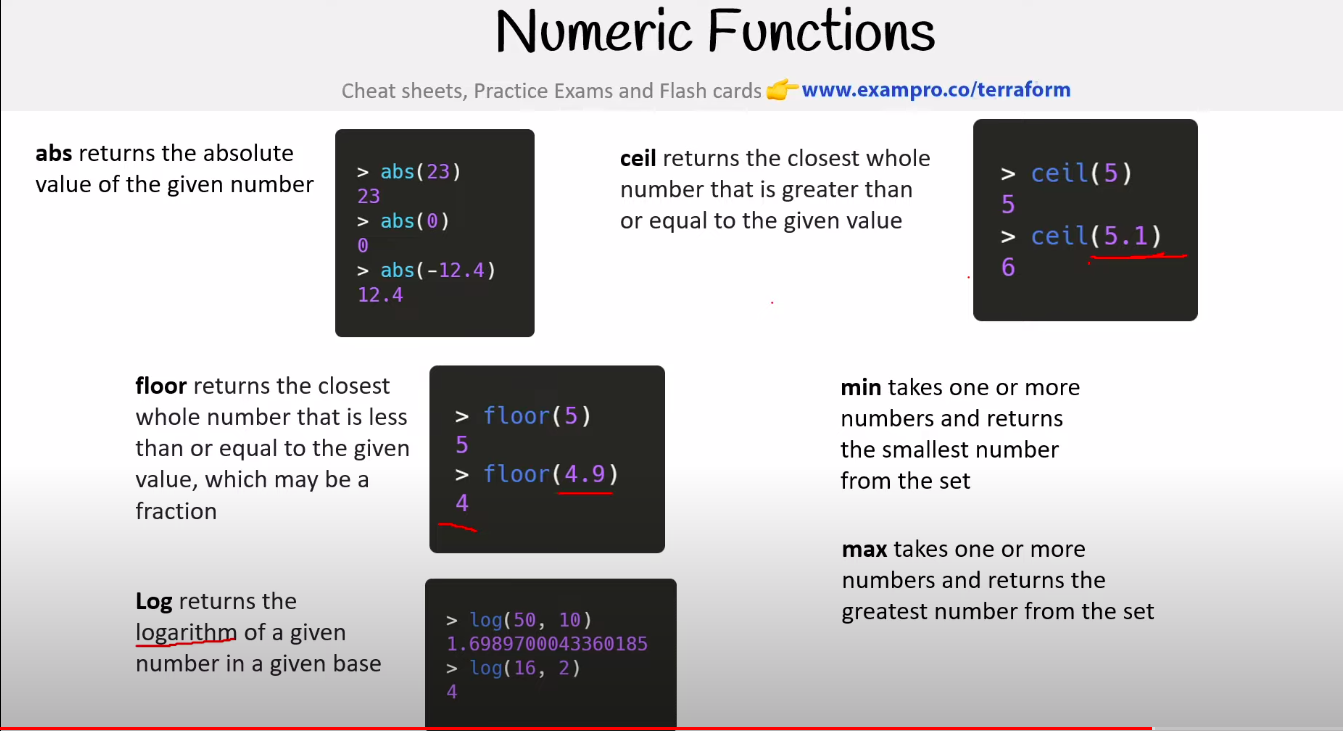 Numeric Functions
Cheat sheets, Practice Exams and Flash cards 👉 www.exampro.co/terraform
abs returns the absolute
value of the given number
> abs(23)
23
> abs(0)
0
> abs(-12.4)
12.4
ceil returns the closest whole
number that is greater than
or equal to the given value
> ceil(5)
5
> ceil(5.1)
6
floor returns the closest
whole number that is less
than or equal to the given
value, which may be a
fraction
> floor(5)
5
> floor(4.9)
4
min takes one or more
numbers and returns
the smallest number
from the set
max takes one or more
numbers and returns the
greatest number from the set
Log returns the
logarithm of a given
number in a given base
> log(50, 10)
1.6989700043360185
> log(16, 2)
4